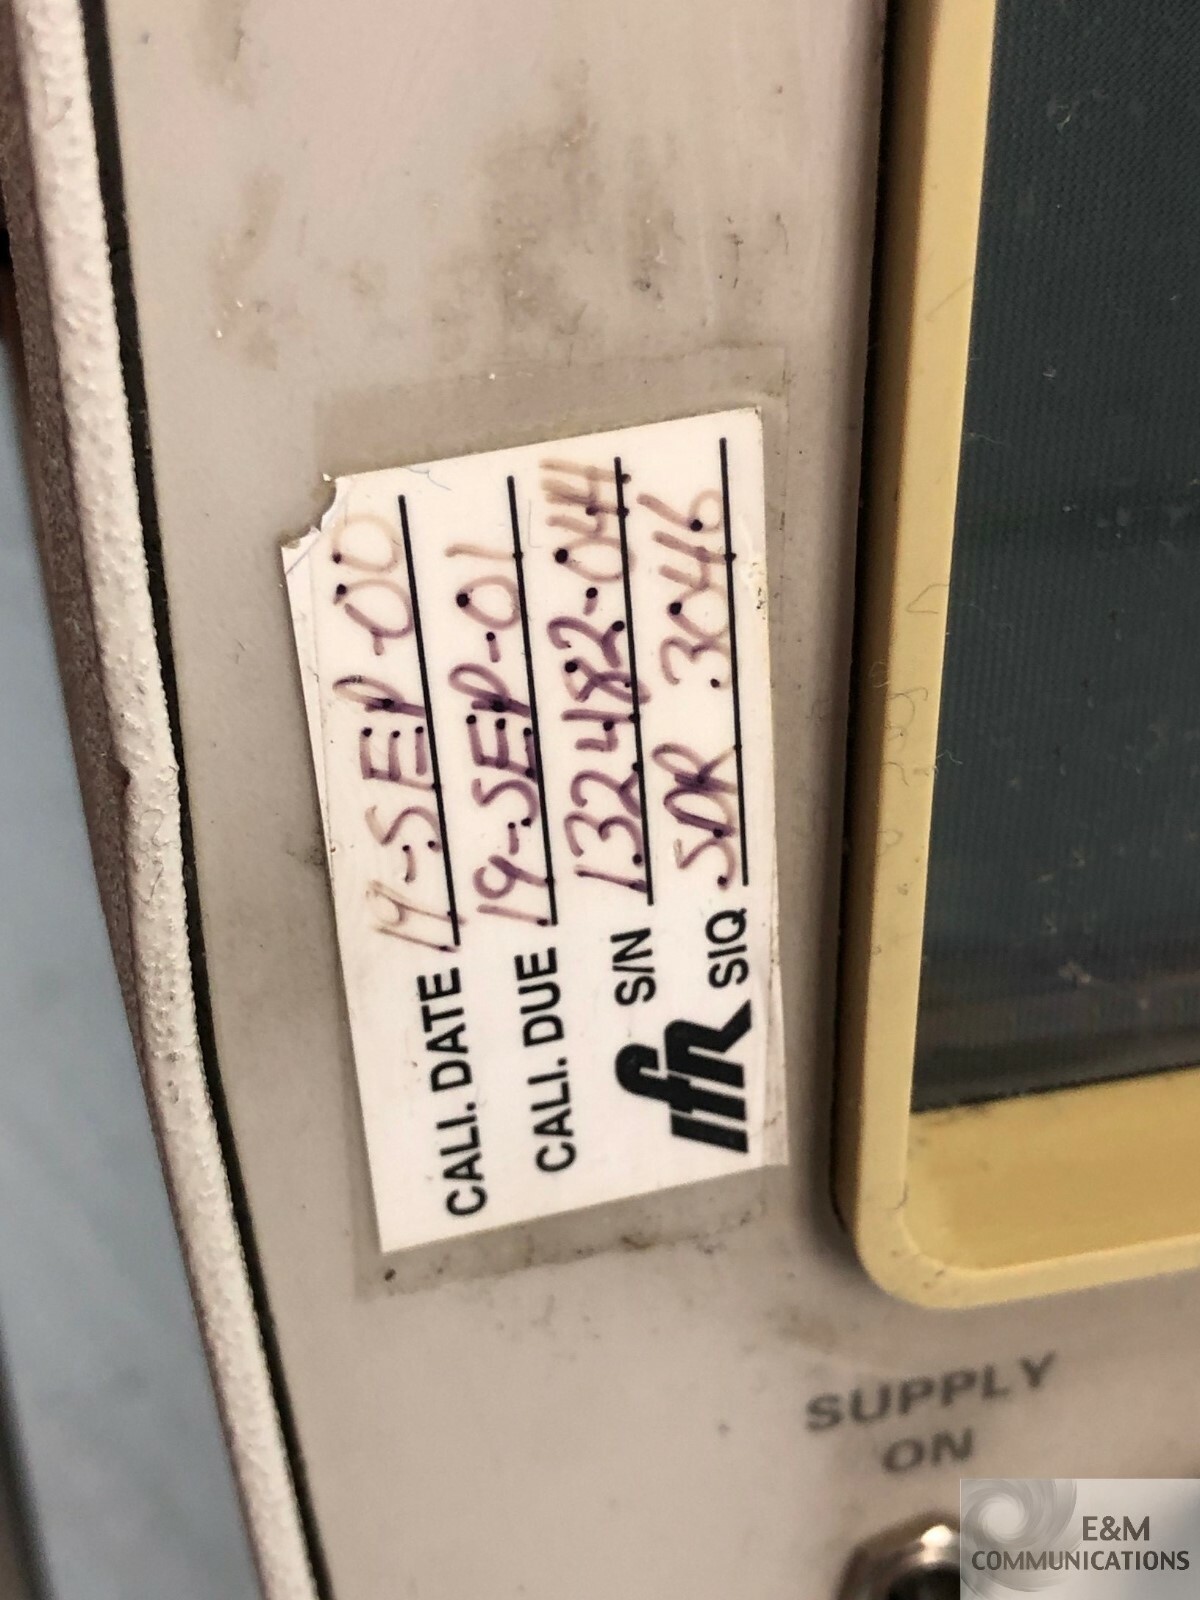 CALI. DATE 19-SEP-00
CALI. DUE 19-SEP-01
S/N 132482-044
IFR SIQ SDR 3046
SUPPLY
ON
E&M
COMMUNICATIONS